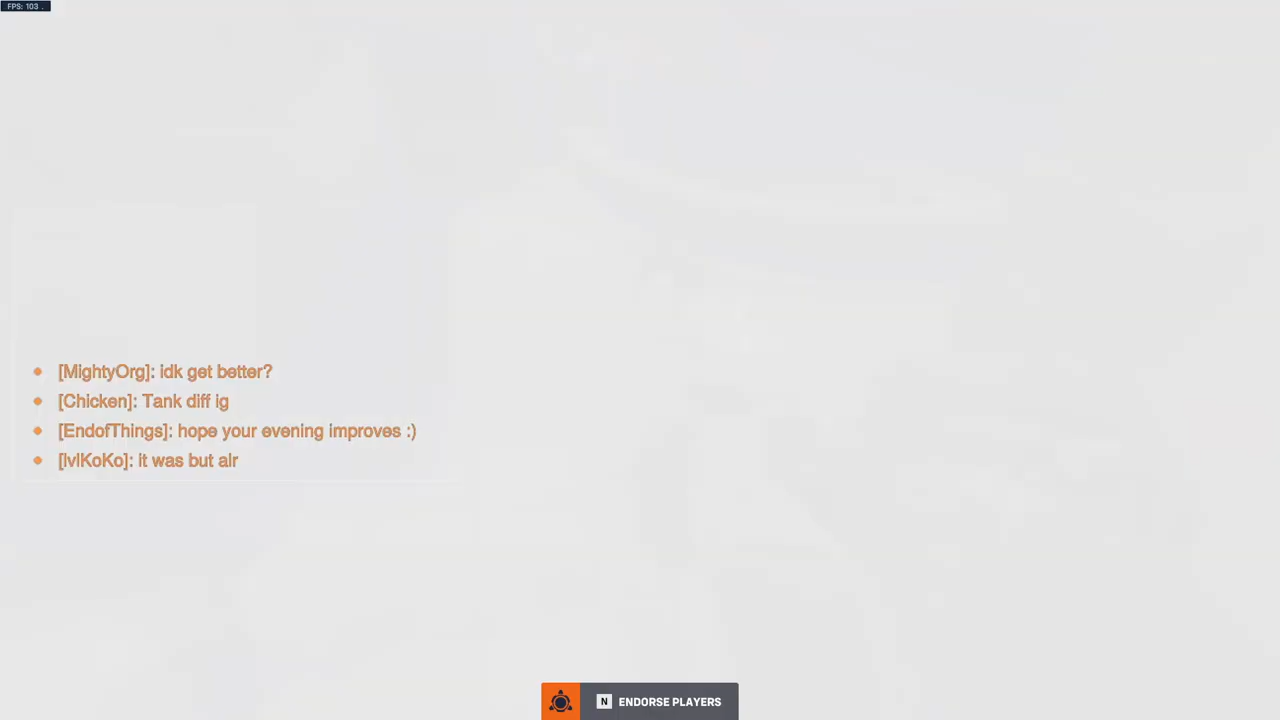 FPS: 103 .
[MightyOrg]: idk get better?
[Chicken]: Tank diff ig
[EndofThings]: hope your evening improves :)
[lvlKoKo]: it was but alr
N ENDORSE PLAYERS